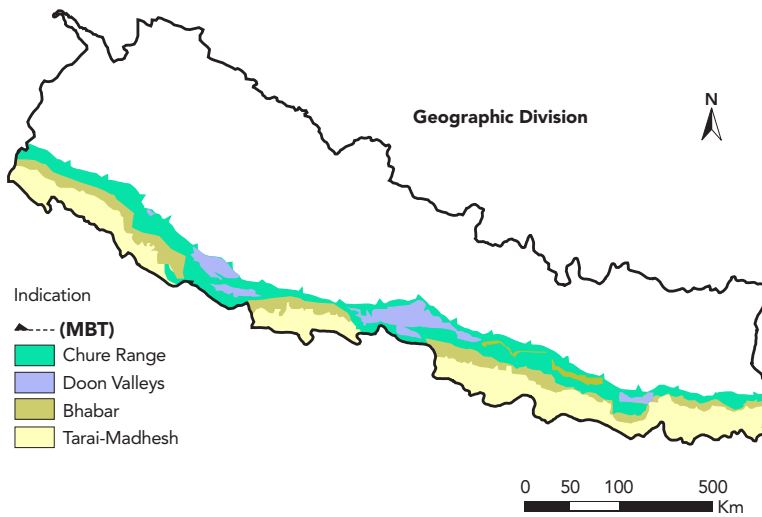 Geographic Division
N
Indication
(MBT)
Chure Range
Doon Valleys
Bhabar
Tarai-Madhesh
0 50 100 500
Km